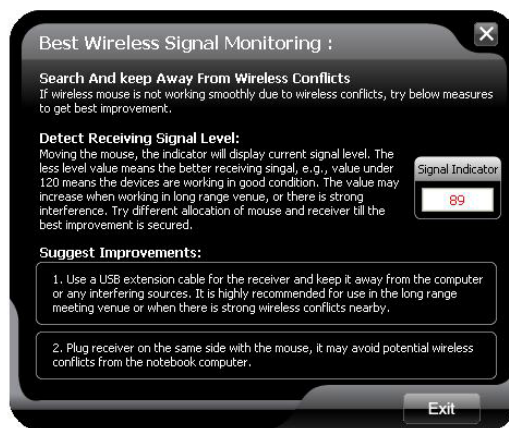 Best Wireless Signal Monitoring :
Search And keep Away From Wireless Conflicts
If wireless mouse is not working smoothly due to wireless conflicts, try below measures
to get best improvement.
Detect Receiving Signal Level:
Moving the mouse, the indicator will display current signal level. The
less level value means the better receiving singal, e.g., value under
120 means the devices are working in good condition. The value may
increase when working in long range venue, or there is strong
interference. Try different allocation of mouse and receiver till the
best improvement is secured.
Signal Indicator
89
Suggest Improvements:
1. Use a USB extension cable for the receiver and keep it away from the computer
or any interfering sources. It is highly recommended for use in the long range
meeting venue or when there is strong wireless conflicts nearby.
2. Plug receiver on the same side with the mouse, it may avoid potential wireless
conflicts from the notebook computer.
Exit